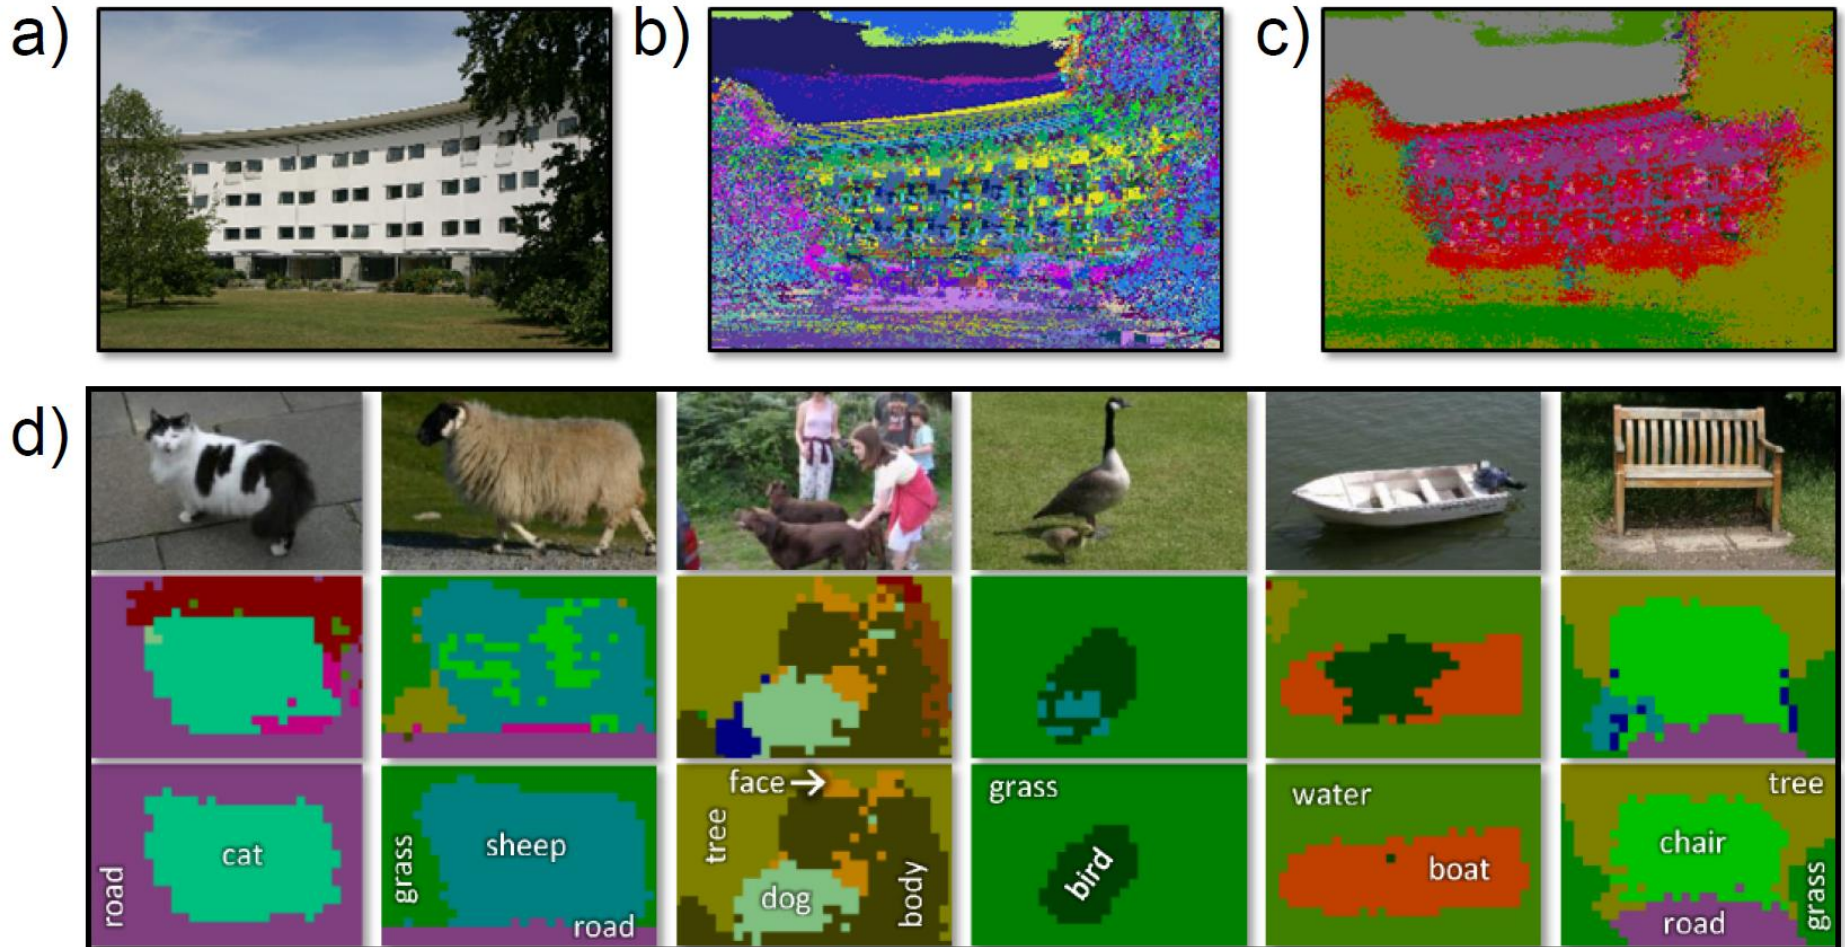 a)
b)
c)
d)
road
cat
grass
sheep
road
face
tree
dog
body
grass
bird
water
boat
tree
chair
road
grass